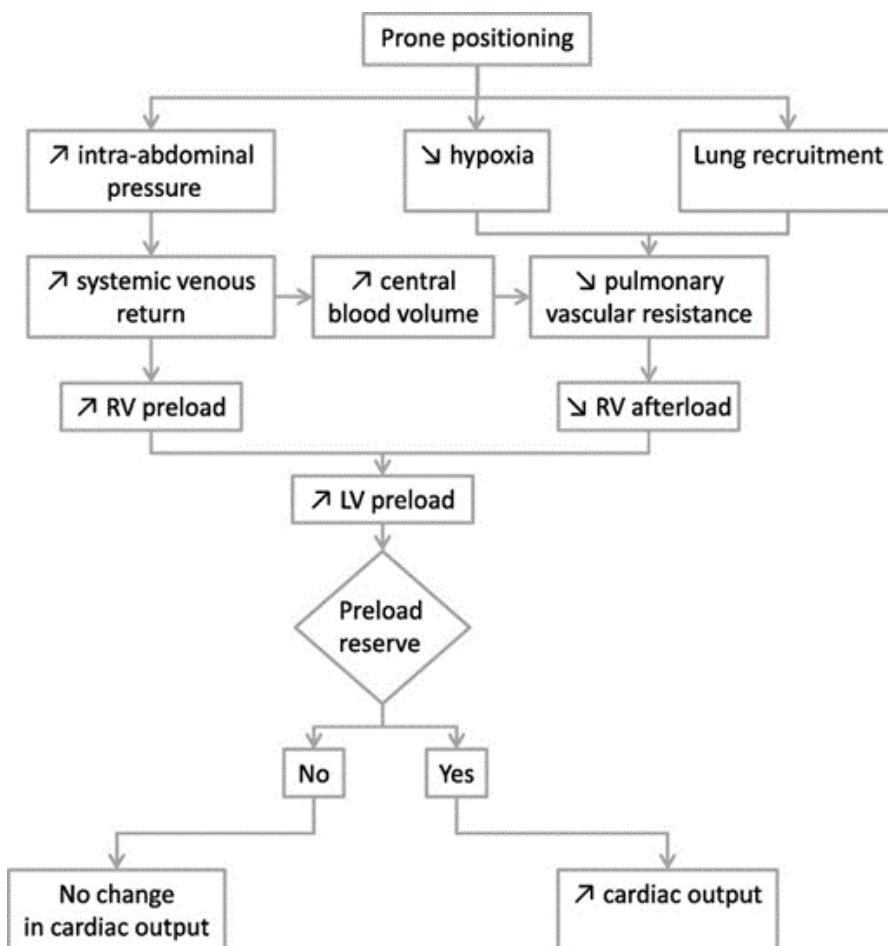 Prone positioning
↗ intra-abdominal
pressure
↘ hypoxia
Lung recruitment
↗ systemic venous
return
↗ central
blood volume
↘ pulmonary
vascular resistance
↗ RV preload
↘ RV afterload
↗ LV preload
Preload
reserve
No
Yes
No change
in cardiac output
↗ cardiac output